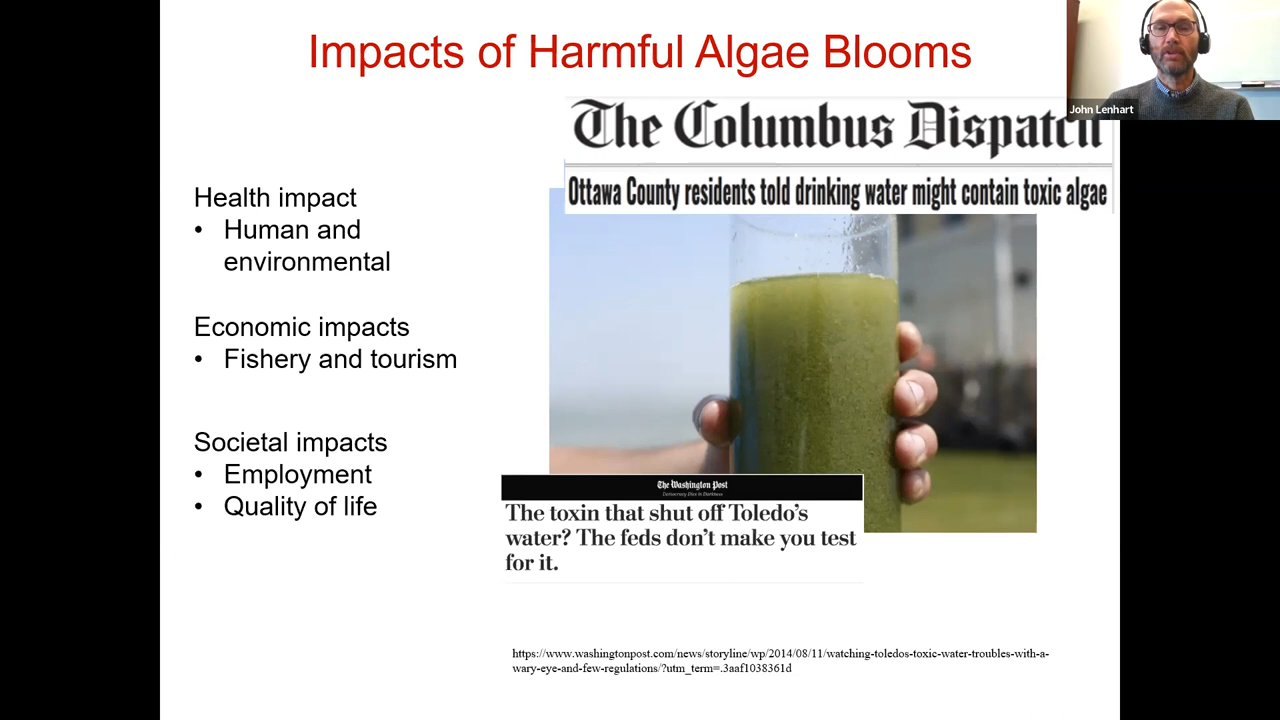 Impacts of Harmful Algae Blooms
John Lenhart
The Columbus Dispatch
Ottawa County residents told drinking water might contain toxic algae
Health impact
• Human and
environmental
Economic impacts
• Fishery and tourism
Societal impacts
• Employment
• Quality of life
The Washington Post
Democracy Dies in Darkness
The toxin that shut off Toledo's
water? The feds don't make you test
for it.
https://www.washingtonpost.com/news/storyline/wp/2014/08/11/watching-toledos-toxic-water-troubles-with-a-
wary-eye-and-few-regulations/?utm_term=.3aaf1038361d